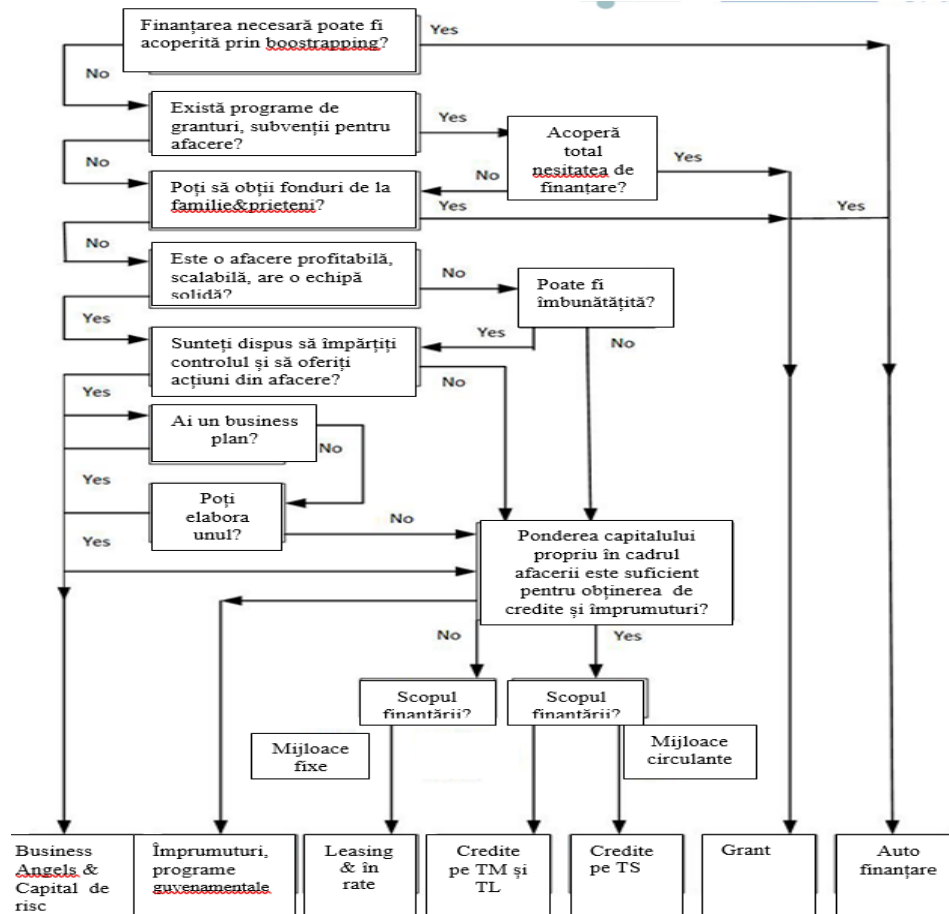 Finanțarea necesară poate fi
acoperită prin boostrapping?
Yes
No
Există programe de
granturi, subvenții pentru
afacere?
Yes
Acoperă
total
nesitatea de
finanțare?
Yes
No
No
Poți să obții fonduri de la
familie&prieteni?
Yes
Yes
No
Este o afacere profitabilă,
scalabilă, are o echipă
solidă?
No
Poate fi
îmbunătățită?
Yes
Yes
No
Sunteți dispus să împărțiți
controlul și să oferiți
acțiuni din afacere?
No
Yes
Ai un business
plan?
No
Yes
Poți
elabora
unul?
No
Yes
Ponderea capitalului
propriu în cadrul
afacerii este suficient
pentru obținerea de
credite și împrumuturi?
No
Yes
Scopul
finanțării?
Scopul
finanțării?
Mijloace
fixe
Mijloace
circulante
Business
Angels &
Capital de
risc
Împrumuturi,
programe
guvenamentale
Leasing
& în
rate
Credite
pe TM și
TL
Credite
pe TS
Grant
Auto
finanțare